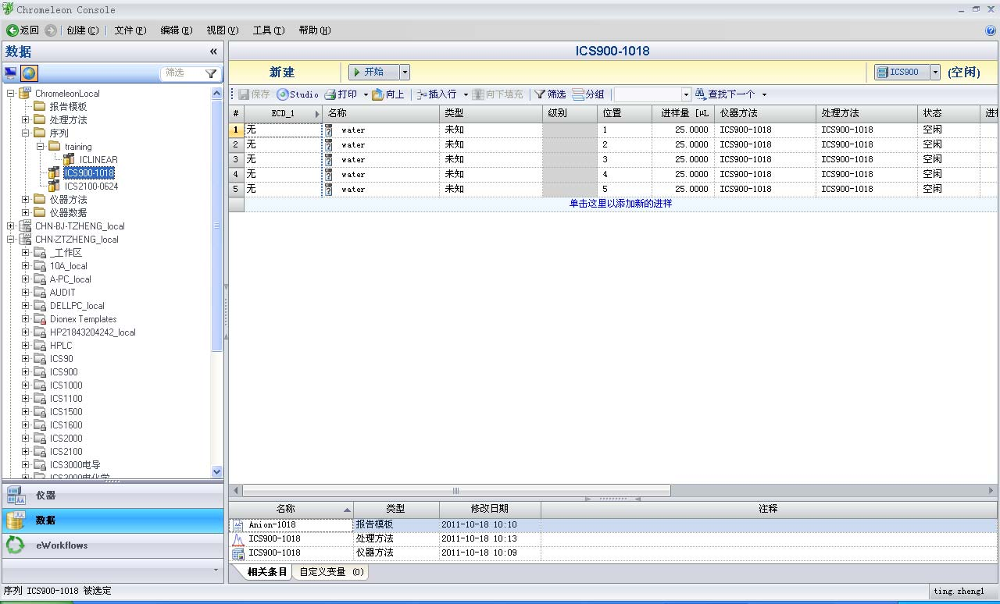 Chromeleon Console
返回 创建(C) 文件(F) 编辑(E) 视图(V) 工具(T) 帮助(H)
数据 «
筛选
ChromeleonLocal
报告模板
处理方法
序列
training
ICLINEAR
ICS900-1018
ICS2100-0624
仪器方法
仪器数据
CHN-BJ-TZHENG_local
CHN-ZTZHENG_local
_工作区
10A_local
A-PC_local
AUDIT
DELLPC_local
Dionex Templates
HP21843204242_local
HPLC
ICS90
ICS900
ICS1000
ICS1100
ICS1500
ICS1600
ICS2000
ICS2100
ICS3000电导
ICS3000电化学
仪器
数据
eWorkflows
ICS900-1018
新建 开始 ICS900 (空闲)
保存 Studio 打印 向上 插入行 向下填充 筛选 分组 查找下一个
# ECD_1 名称 类型 级别 位置 进样量 [μL 仪器方法 处理方法 状态 进样
1 无 water 未知 1 25.0000 ICS900-1018 ICS900-1018 空闲
2 无 water 未知 2 25.0000 ICS900-1018 ICS900-1018 空闲
3 无 water 未知 3 25.0000 ICS900-1018 ICS900-1018 空闲
4 无 water 未知 4 25.0000 ICS900-1018 ICS900-1018 空闲
5 无 water 未知 5 25.0000 ICS900-1018 ICS900-1018 空闲
单击这里以添加新的进样
名称 类型 修改日期 注释
Anion-1018 报告模板 2011-10-18 10:10
ICS900-1018 处理方法 2011-10-18 10:13
ICS900-1018 仪器方法 2011-10-18 10:09
相关条目 自定义变量 (0)
序列 ICS900-1018 被选定 ting.zheng1